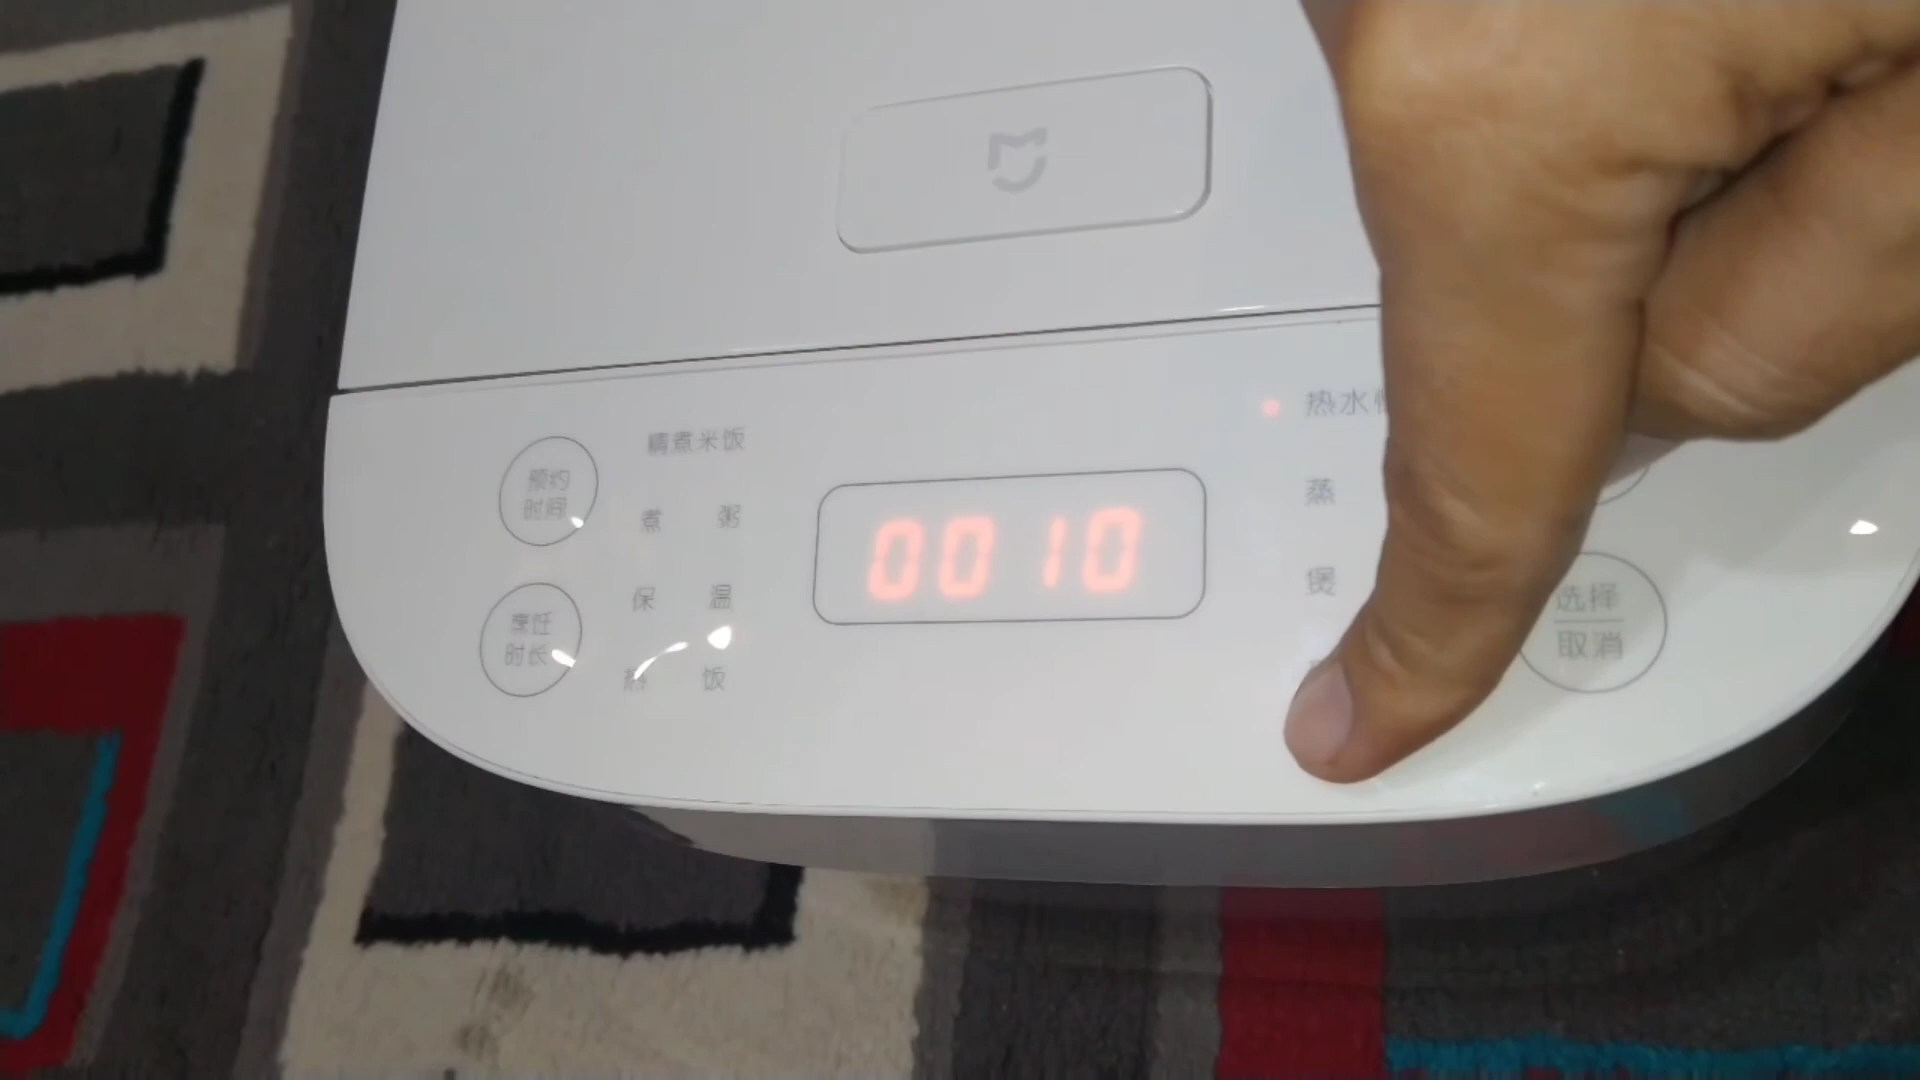 预约
时间
精煮米饭
煮 粥
保 温
热 饭
烹饪
时长
0010
热水
蒸
煲
选择
取消